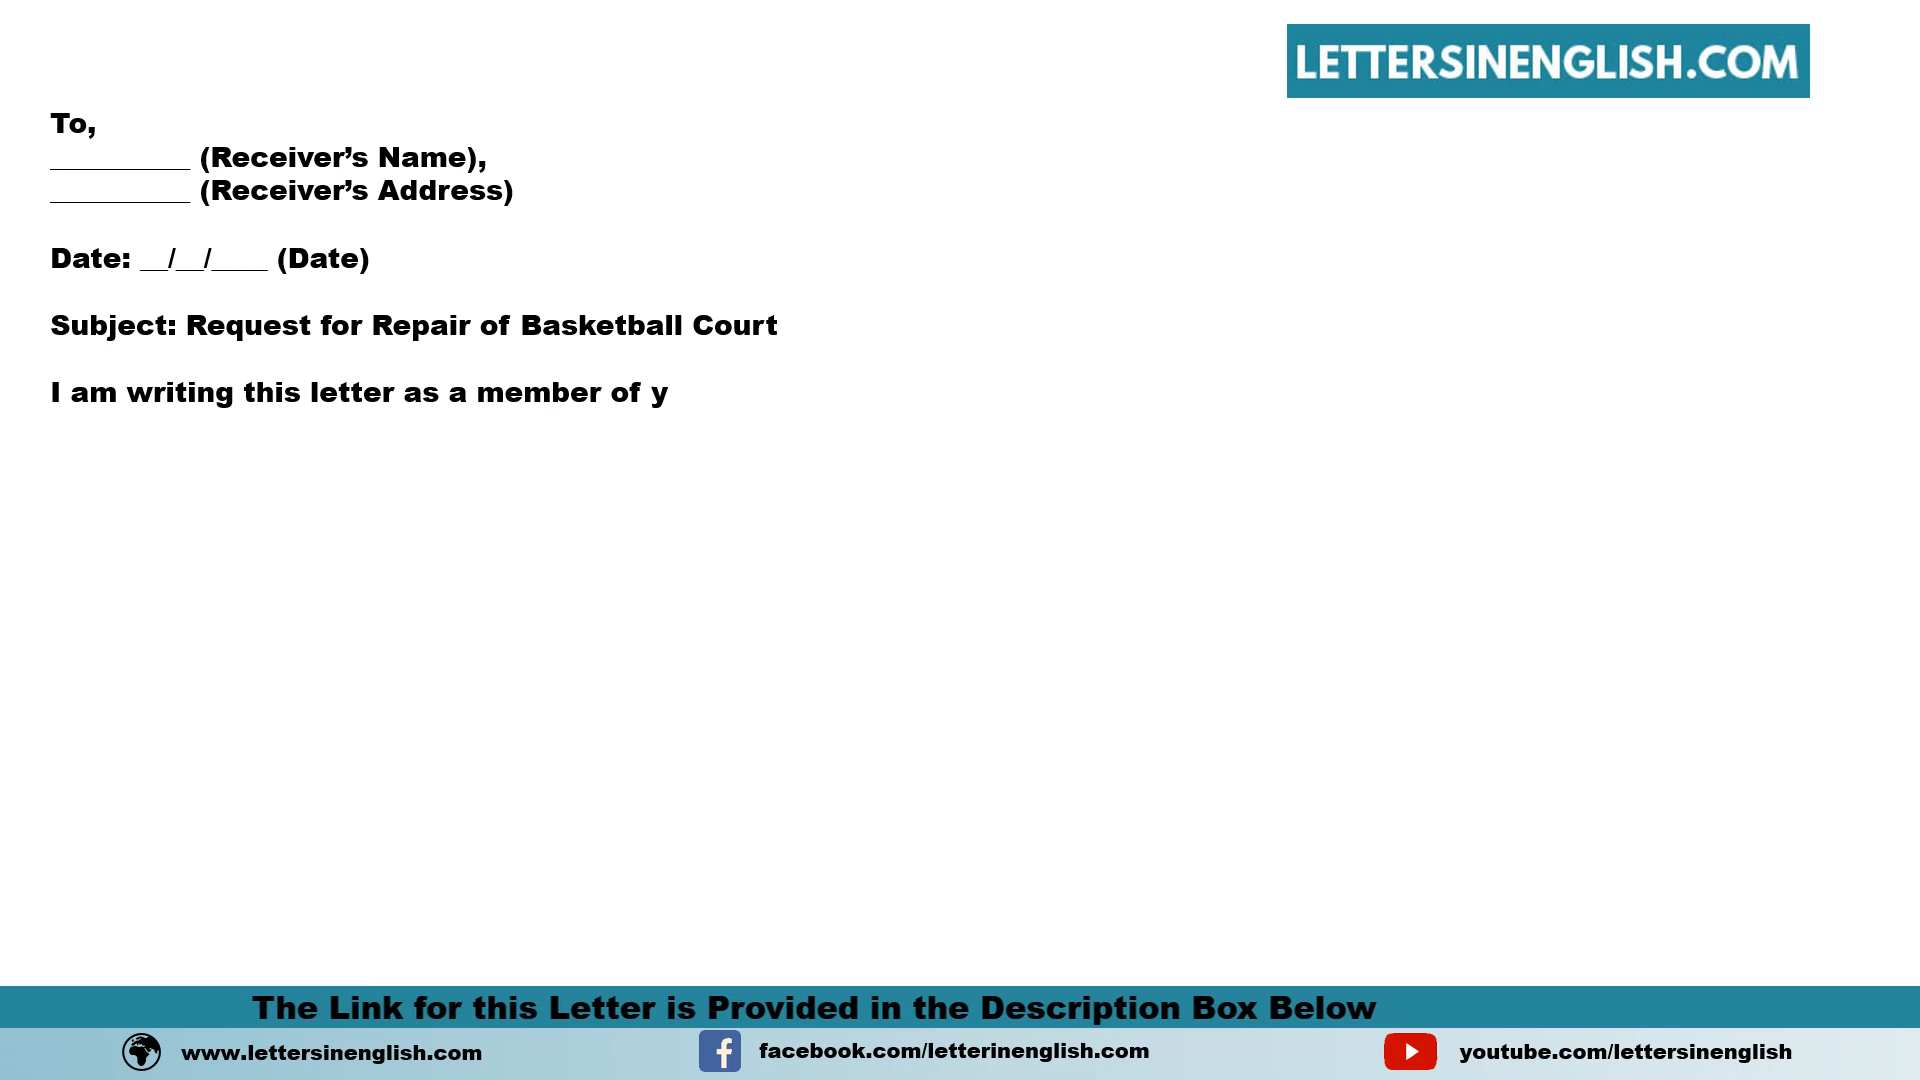 LETTERSINENGLISH.COM
To,
__________ (Receiver’s Name),
__________ (Receiver’s Address)
Date: __/__/____ (Date)
Subject: Request for Repair of Basketball Court
I am writing this letter as a member of y
The Link for this Letter is Provided in the Description Box Below
www.lettersinenglish.com
facebook.com/letterinenglish.com
youtube.com/lettersinenglish